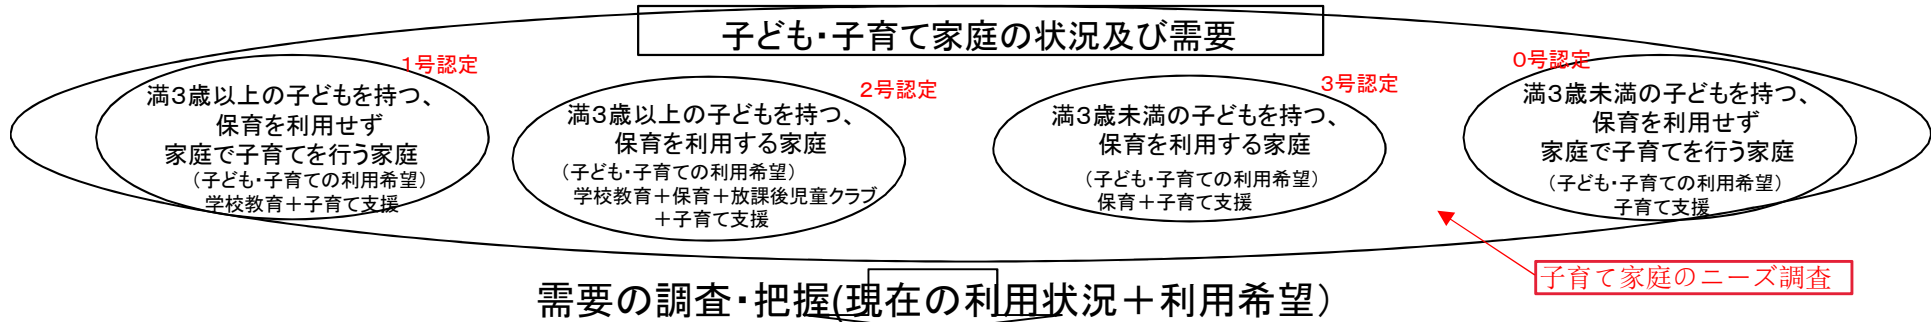 子ども・子育て家庭の状況及び需要
1号認定
満3歳以上の子どもを持つ、
保育を利用せず
家庭で子育てを行う家庭
(子ども・子育ての利用希望)
学校教育+子育て支援
2号認定
満3歳以上の子どもを持つ、
保育を利用する家庭
(子ども・子育ての利用希望)
学校教育+保育+放課後児童クラブ
+子育て支援
3号認定
満3歳未満の子どもを持つ、
保育を利用する家庭
(子ども・子育ての利用希望)
保育+子育て支援
0号認定
満3歳未満の子どもを持つ、
保育を利用せず
家庭で子育てを行う家庭
(子ども・子育ての利用希望)
子育て支援
子育て家庭のニーズ調査
需要の調査・把握(現在の利用状況+利用希望)